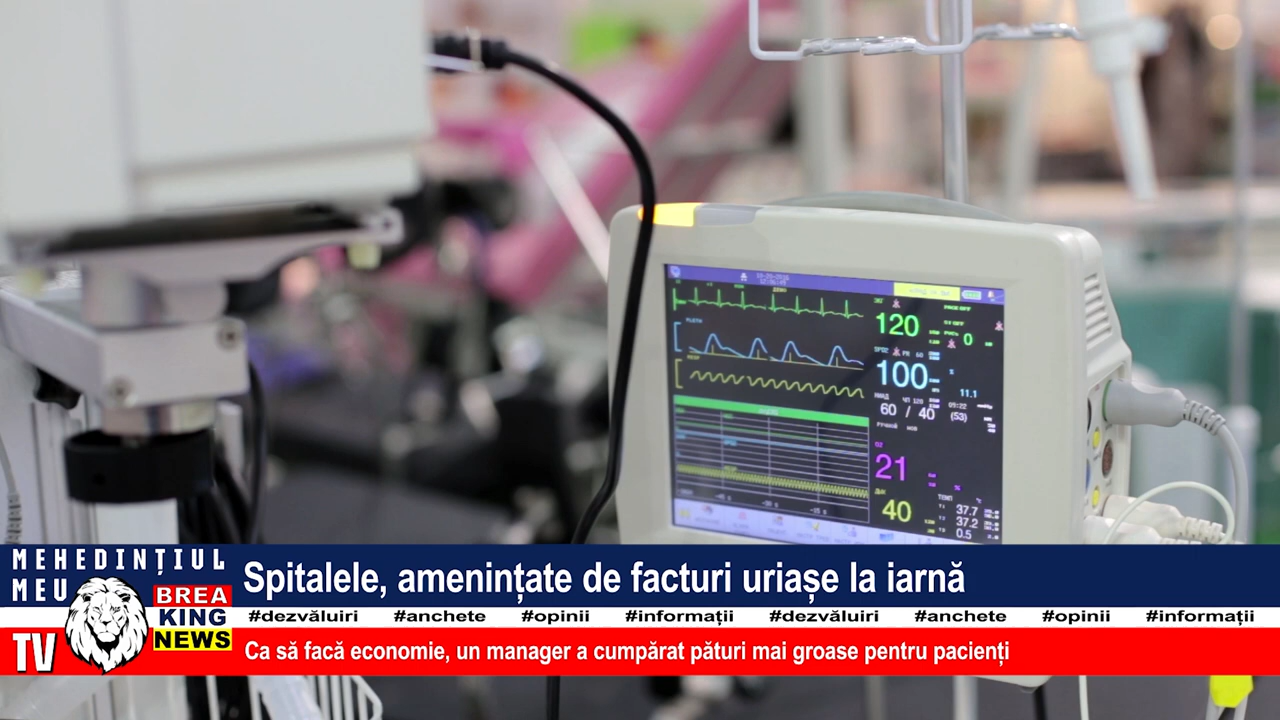 120
100
11.1
60 / 40
(53)
21
40
37.7
37.2
0.5
MEHEDINȚIUL
MEU
TV
BREA
KING
NEWS
Spitalele, amenințate de facturi uriașe la iarnă
#dezvăluiri #anchete #opinii #informații #dezvăluiri #anchete #opinii #informații
Ca să facă economie, un manager a cumpărat pături mai groase pentru pacienți